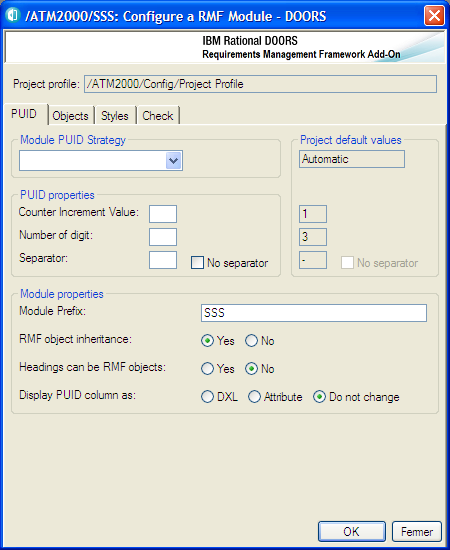 /ATM2000/SSS: Configure a RMF Module - DOORS
IBM Rational DOORS
Requirements Management Framework Add-On
Project profile: /ATM2000/Config/Project Profile
PUID Objects Styles Check
Module PUID Strategy Project default values
Automatic
PUID properties
Counter Increment Value: 1
Number of digit: 3
Separator: No separator - No separator
Module properties
Module Prefix: SSS
RMF object inheritance: Yes No
Headings can be RMF objects: Yes No
Display PUID column as: DXL Attribute Do not change
OK Fermer